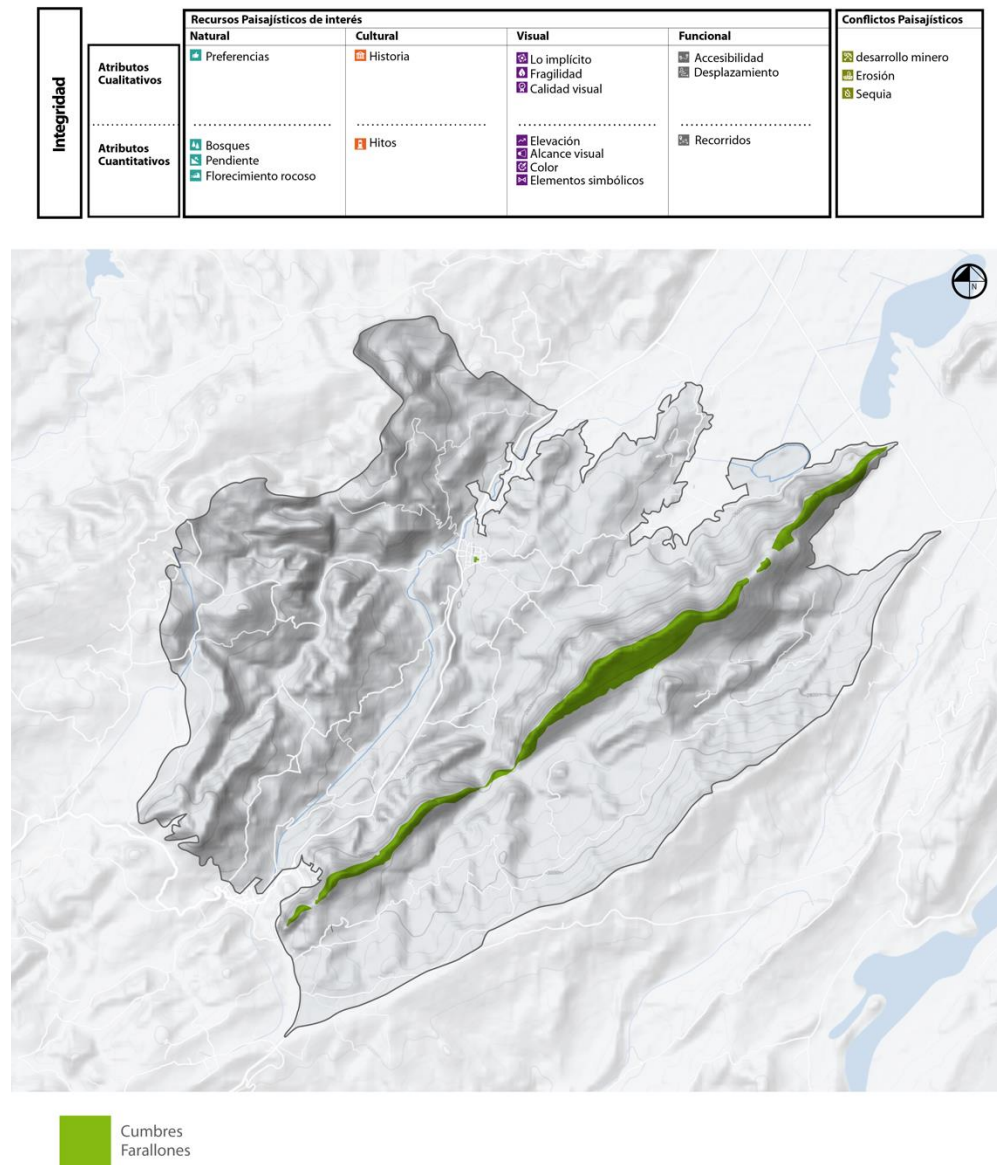 Integridad
Recursos Paisajísticos de interés
Conflictos Paisajísticos
Natural
Cultural
Visual
Funcional
Atributos
Cualitativos
Preferencias
Historia
Lo implícito
Fragilidad
Calidad visual
Accesibilidad
Desplazamiento
desarrollo minero
Erosión
Sequia
Atributos
Cuantitativos
Bosques
Pendiente
Florecimiento rocoso
Hitos
Elevación
Alcance visual
Color
Elementos simbólicos
Recorridos
N
Cumbres
Farallones